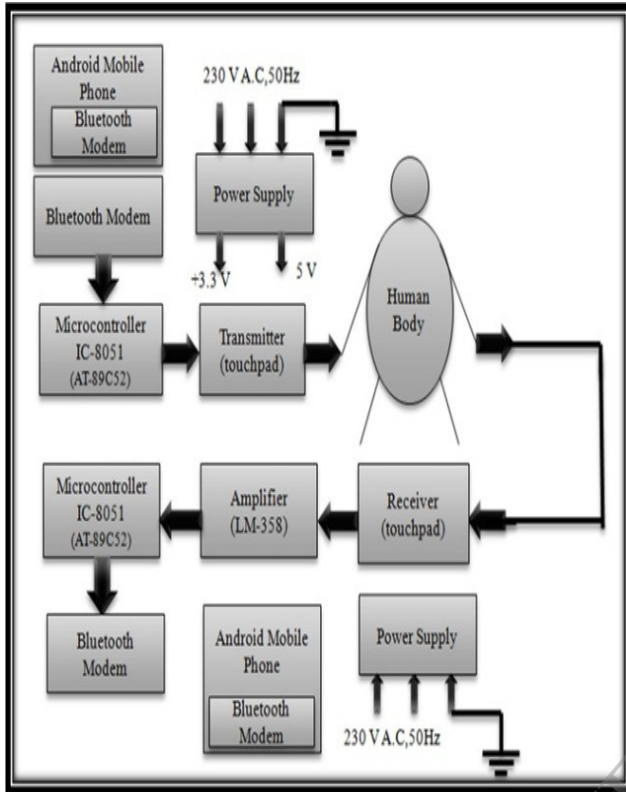 Android Mobile
Phone
Bluetooth
Modem
230 V A.C,50Hz
Power Supply
+3.3 V
5 V
Bluetooth Modem
Microcontroller
IC-8051
(AT-89C52)
Transmitter
(touchpad)
Human
Body
Microcontroller
IC-8051
(AT-89C52)
Amplifier
(LM-358)
Receiver
(touchpad)
Bluetooth
Modem
Android Mobile
Phone
Bluetooth
Modem
Power Supply
230 V A.C,50Hz